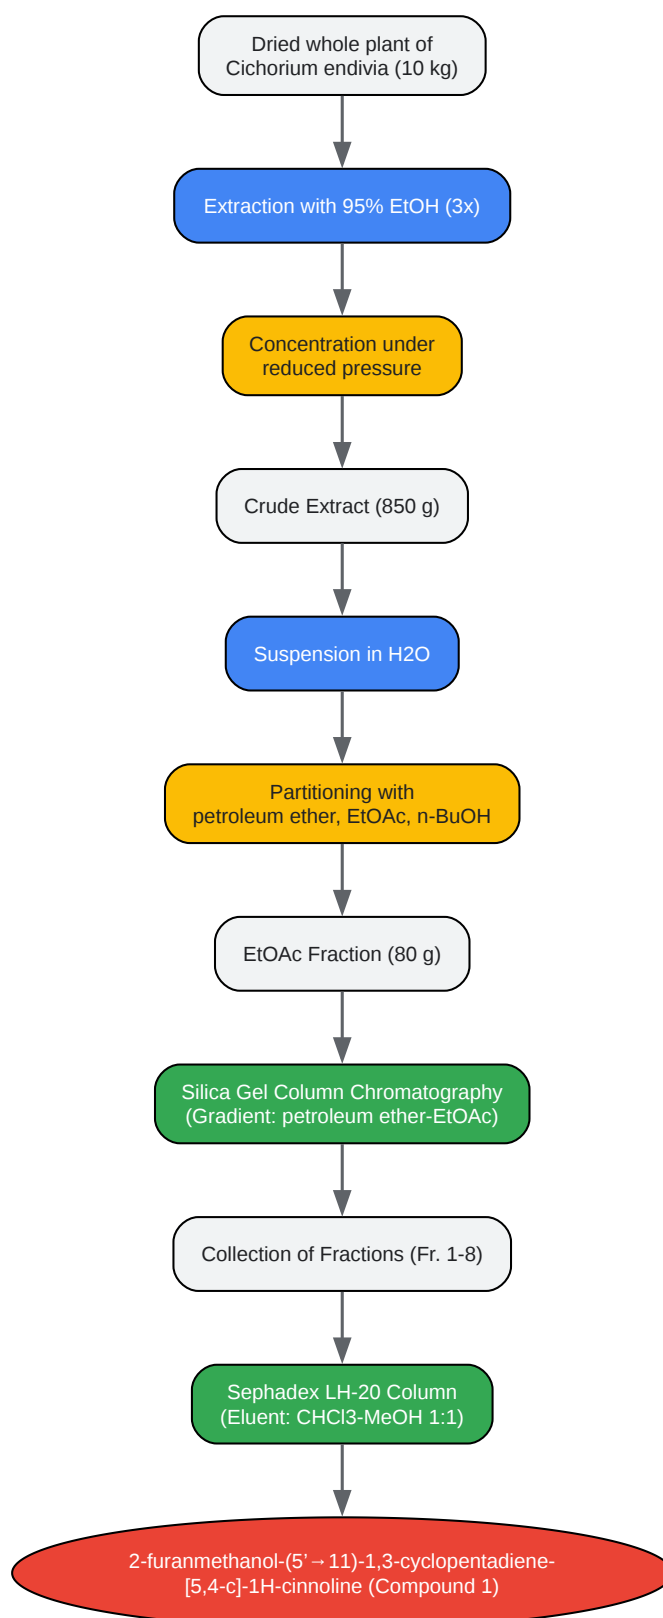 Dried whole plant of
Cichorium endivia (10 kg)
Extraction with 95% EtOH (3x)
Concentration under
reduced pressure
Crude Extract (850 g)
Suspension in H2O
Partitioning with
petroleum ether, EtOAc, n-BuOH
EtOAc Fraction (80 g)
Silica Gel Column Chromatography
(Gradient: petroleum ether-EtOAc)
Collection of Fractions (Fr. 1-8)
Sephadex LH-20 Column
(Eluent: CHCl3-MeOH 1:1)
2-furanmethanol-(5’→11)-1,3-cyclopentadiene-
[5,4-c]-1H-cinnoline (Compound 1)